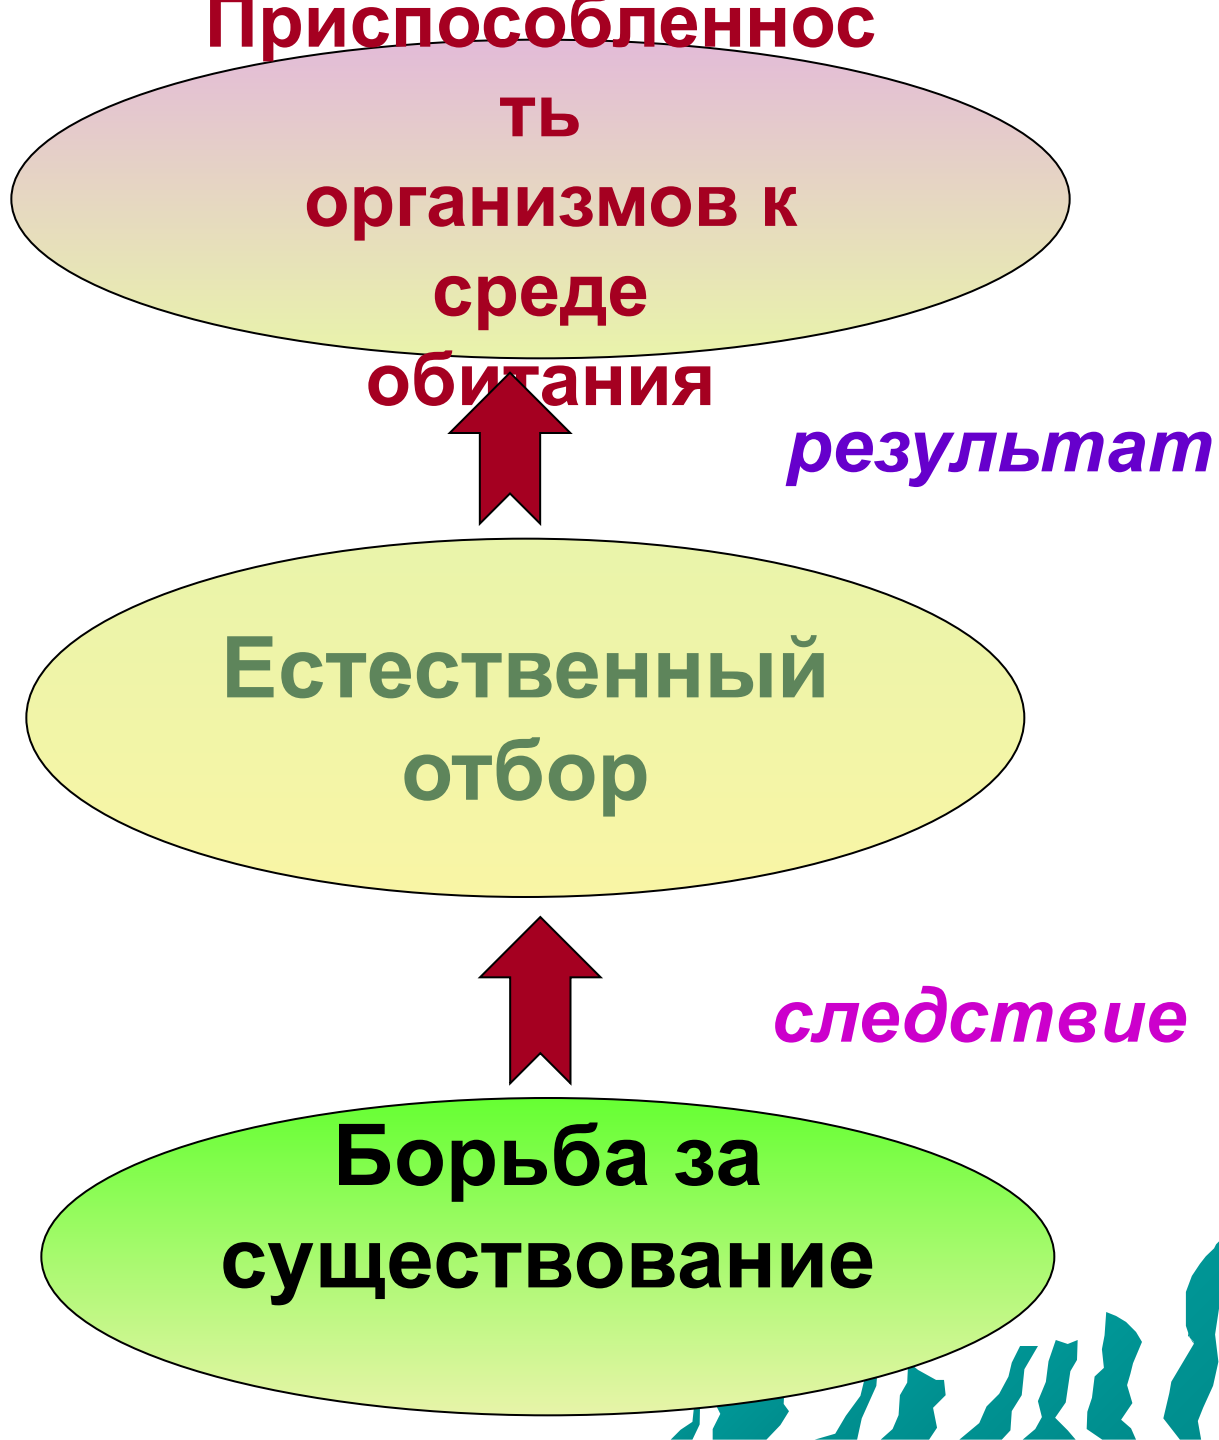 Приспособленнос
ть
организмов к
среде
обитания
результат
Естественный
отбор
следствие
Борьба за
существование